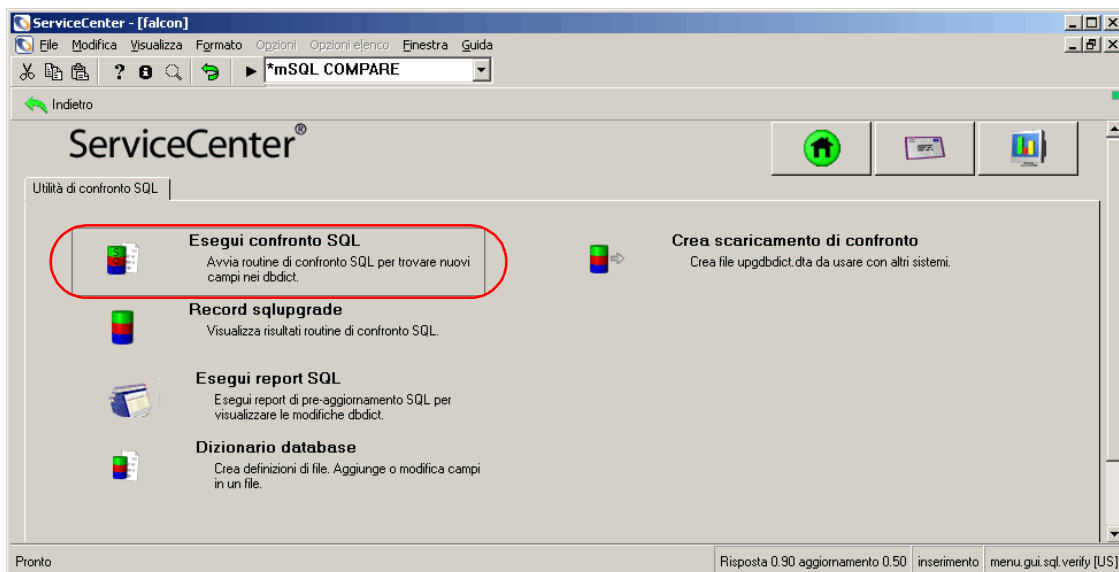 ServiceCenter - [falcon]
File Modifica Visualizza Formato Opzioni Opzioni elenco Finestra Guida
*mSQL COMPARE
Indietro
ServiceCenter®
Utilità di confronto SQL
Esegui confronto SQL
Avvia routine di confronto SQL per trovare nuovi
campi nei dbdict.
Crea scaricamento di confronto
Crea file upgdbdict.dta da usare con altri sistemi.
Record sqlupgrade
Visualizza risultati routine di confronto SQL.
Esegui report SQL
Esegui report di pre-aggiornamento SQL per
visualizzare le modifiche dbdict.
Dizionario database
Crea definizioni di file. Aggiunge o modifica campi
in un file.
Pronto
Risposta 0.90 aggiornamento 0.50 inserimento menu.gui.sql.verify [US]